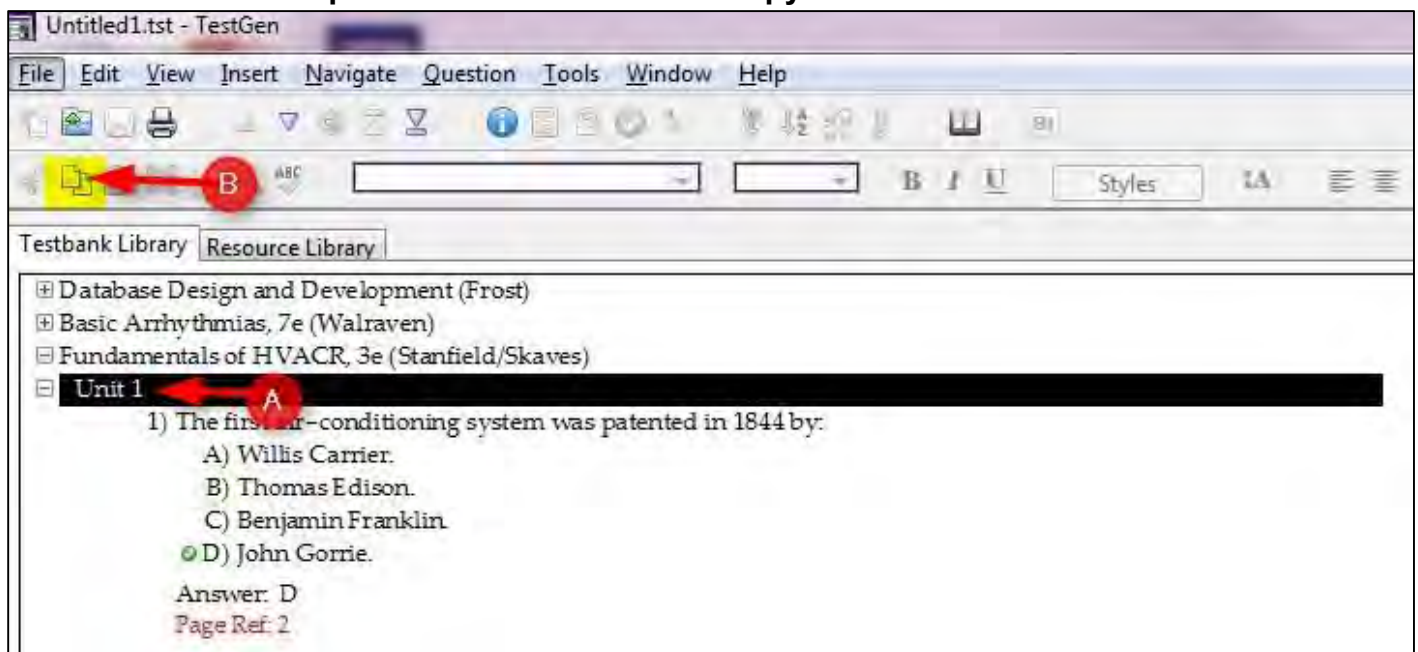 Untitled1.tst - TestGen
File Edit View Insert Navigate Question Tools Window Help
B ABC B I U Styles
Testbank Library Resource Library
Database Design and Development (Frost)
Basic Arrhythmias, 7e (Walraven)
Fundamentals of HVACR, 3e (Stanfield/Skaves)
Unit 1 A
1) The first air-conditioning system was patented in 1844 by:
A) Willis Carrier.
B) Thomas Edison.
C) Benjamin Franklin.
D) John Gorrie.
Answer: D
Page Ref: 2